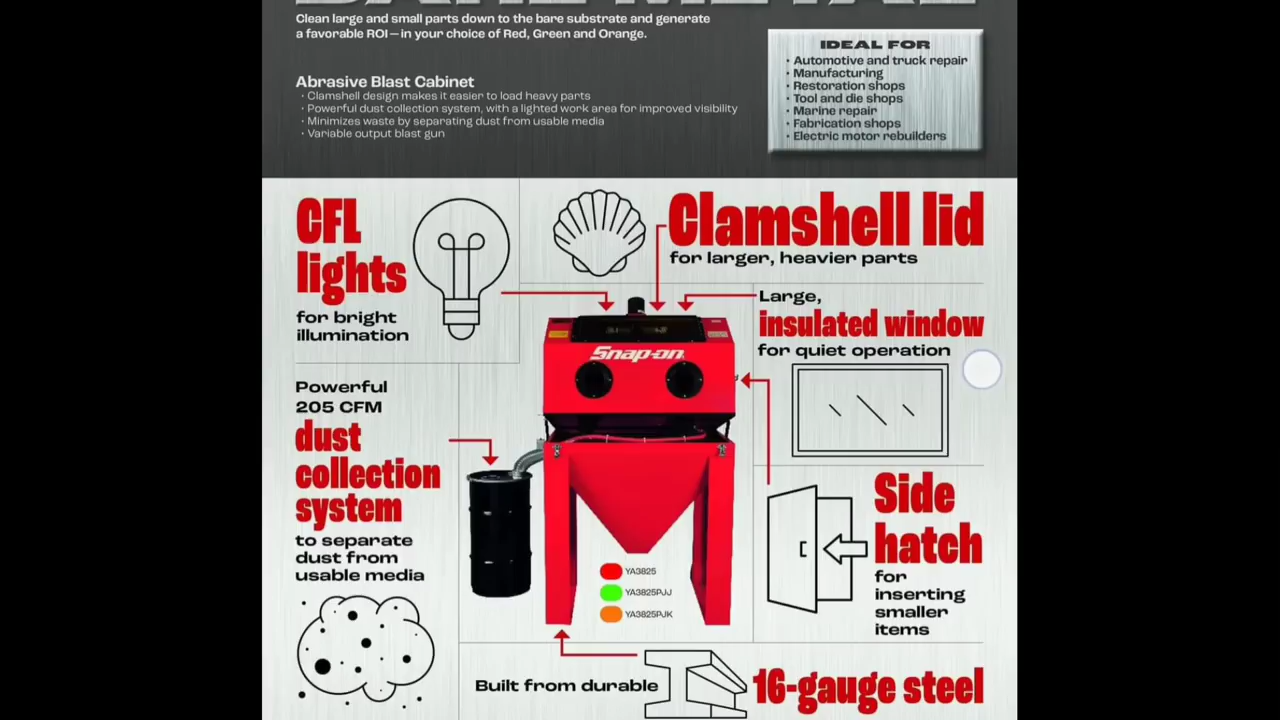 BARE METAL
Clean large and small parts down to the bare substrate and generate
a favorable ROI – in your choice of Red, Green and Orange.
IDEAL FOR
• Automotive and truck repair
• Manufacturing
• Restoration shops
• Tool and die shops
• Marine repair
• Fabrication shops
• Electric motor rebuilders
Abrasive Blast Cabinet
• Clamshell design makes it easier to load heavy parts
• Powerful dust collection system, with a lighted work area for improved visibility
• Minimizes waste by separating dust from usable media
• Variable output blast gun
CFL
lights
for bright
illumination
Clamshell lid
for larger, heavier parts
Large,
insulated window
for quiet operation
Snap-on
Powerful
205 CFM
dust
collection
system
to separate
dust from
usable media
Side
hatch
for
inserting
smaller
items
YA3825
YA3825PJJ
YA3825PJK
Built from durable
16-gauge steel